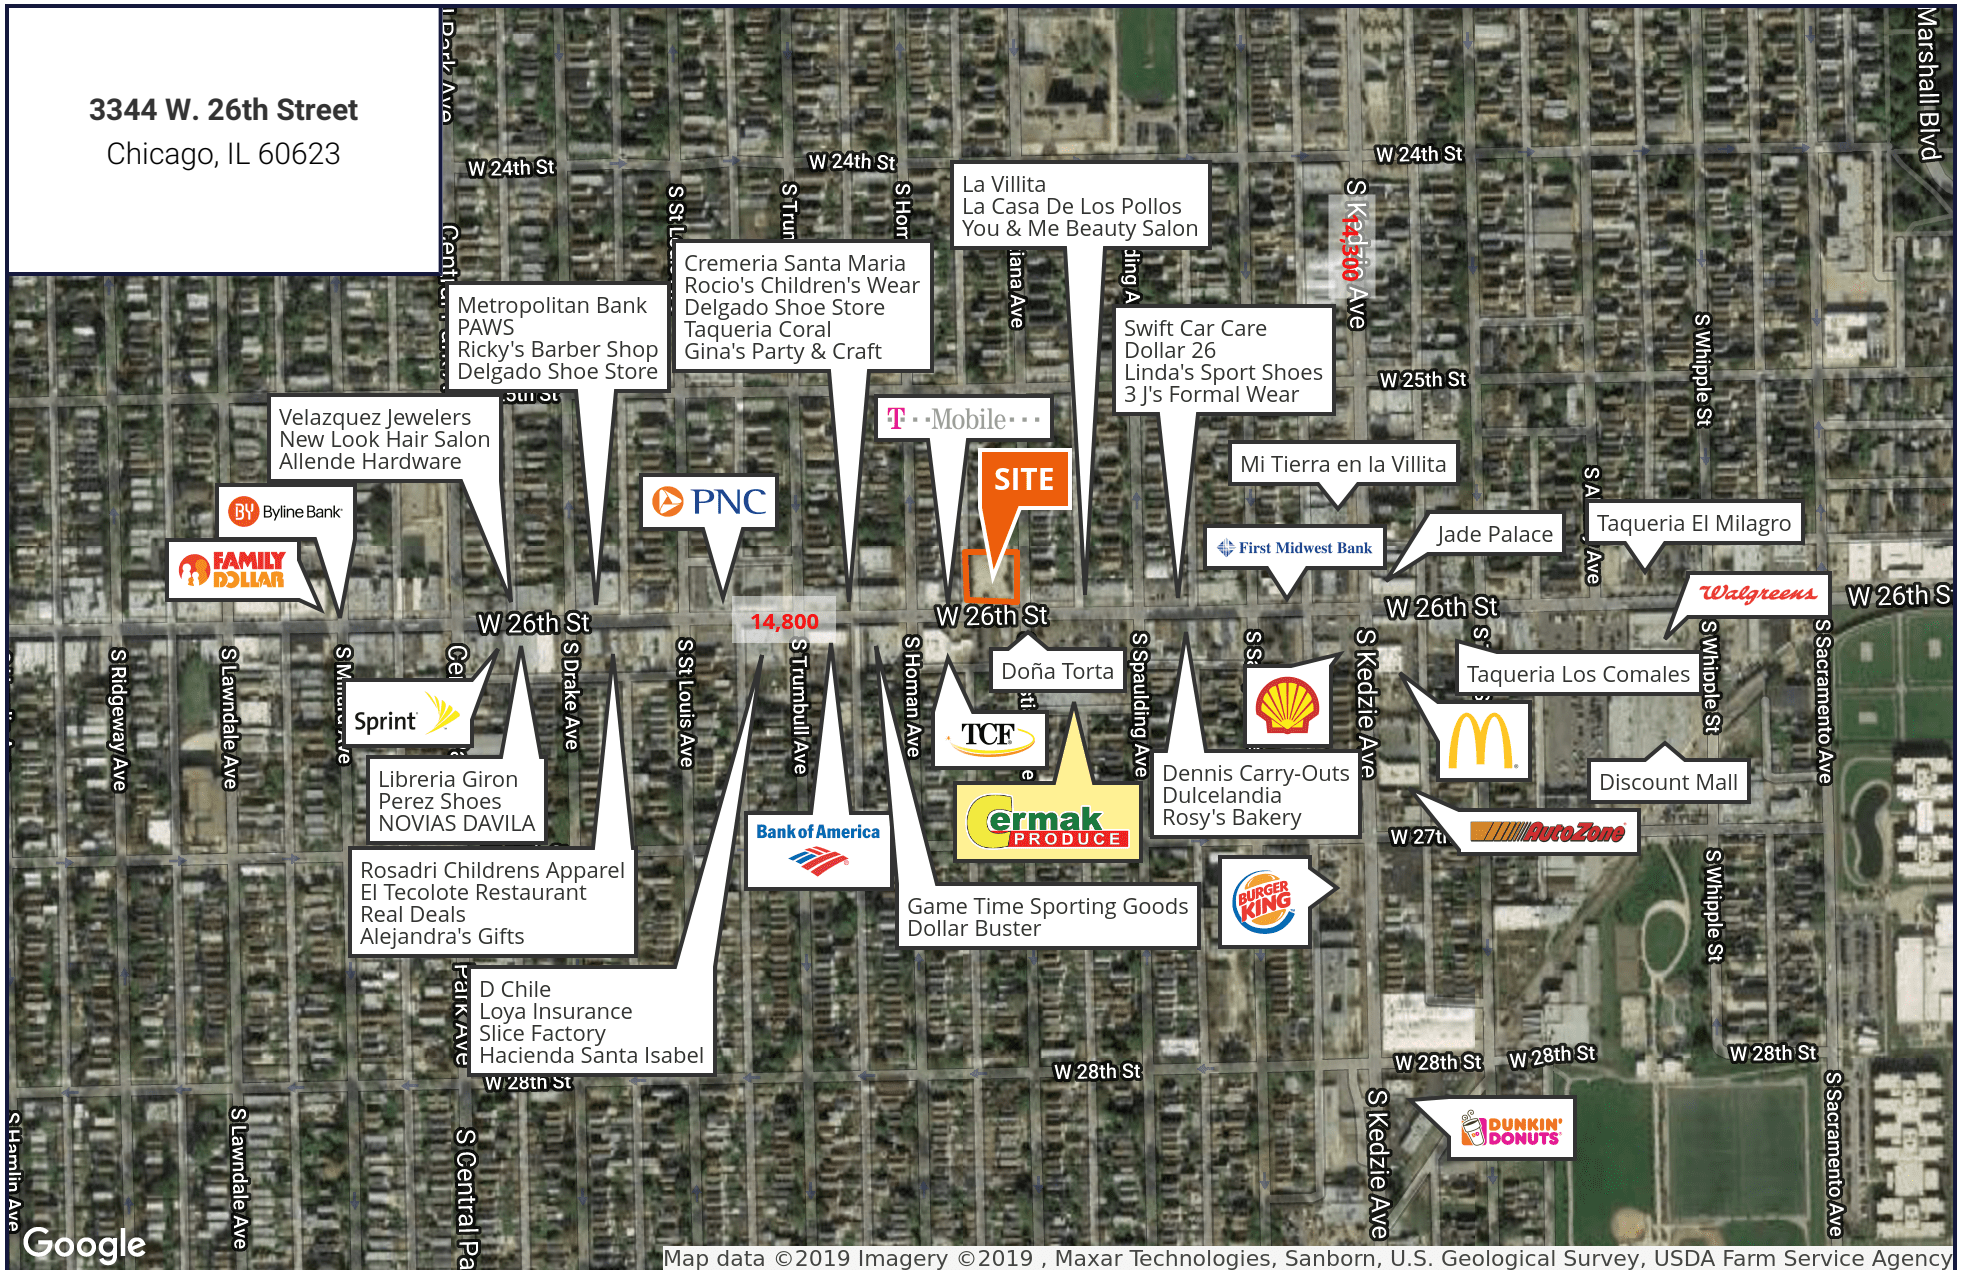 3344 W. 26th Street
Chicago, IL 60623
Marshall Blvd
W 24th St
W 24th St
W 24th St
La Villita
La Casa De Los Pollos
You & Me Beauty Salon
S Kedzie Ave
14,300
Cremeria Santa Maria
Rocio's Children's Wear
Delgado Shoe Store
Taqueria Coral
Gina's Party & Craft
Metropolitan Bank
PAWS
Ricky's Barber Shop
Delgado Shoe Store
Swift Car Care
Dollar 26
Linda's Sport Shoes
3 J's Formal Wear
S Whipple St
W 25th St
Velazquez Jewelers
New Look Hair Salon
Allende Hardware
T··Mobile···
SITE
Mi Tierra en la Villita
BY Byline Bank
PNC
First Midwest Bank
Jade Palace
Taqueria El Milagro
FAMILY
DOLLAR
Walgreens
W 26th St
14,800
W 26th St
W 26th St
W 26th St
S Ridgeway Ave
S Lawndale Ave
S Drake Ave
S St Louis Ave
S Trumbull Ave
S Homan Ave
S Spaulding Ave
S Kedzie Ave
S Whipple St
S Sacramento Ave
Doña Torta
Taqueria Los Comales
Sprint
TCF
Libreria Giron
Perez Shoes
NOVIAS DAVILA
Dennis Carry-Outs
Dulcelandia
Rosy's Bakery
Discount Mall
Bank of America
Cermak
PRODUCE
AutoZone
W 27th
Rosadri Childrens Apparel
El Tecolote Restaurant
Real Deals
Alejandra's Gifts
Game Time Sporting Goods
Dollar Buster
BURGER
KING
S Whipple St
Park Ave
D Chile
Loya Insurance
Slice Factory
Hacienda Santa Isabel
W 28th St
W 28th St
W 28th St
W 28th St
W 28th St
DUNKIN'
DONUTS
S Hamlin Ave
S Lawndale Ave
S Central Pa
S Kedzie Ave
S Sacramento Ave
Google
Map data ©2019 Imagery ©2019 , Maxar Technologies, Sanborn, U.S. Geological Survey, USDA Farm Service Agency